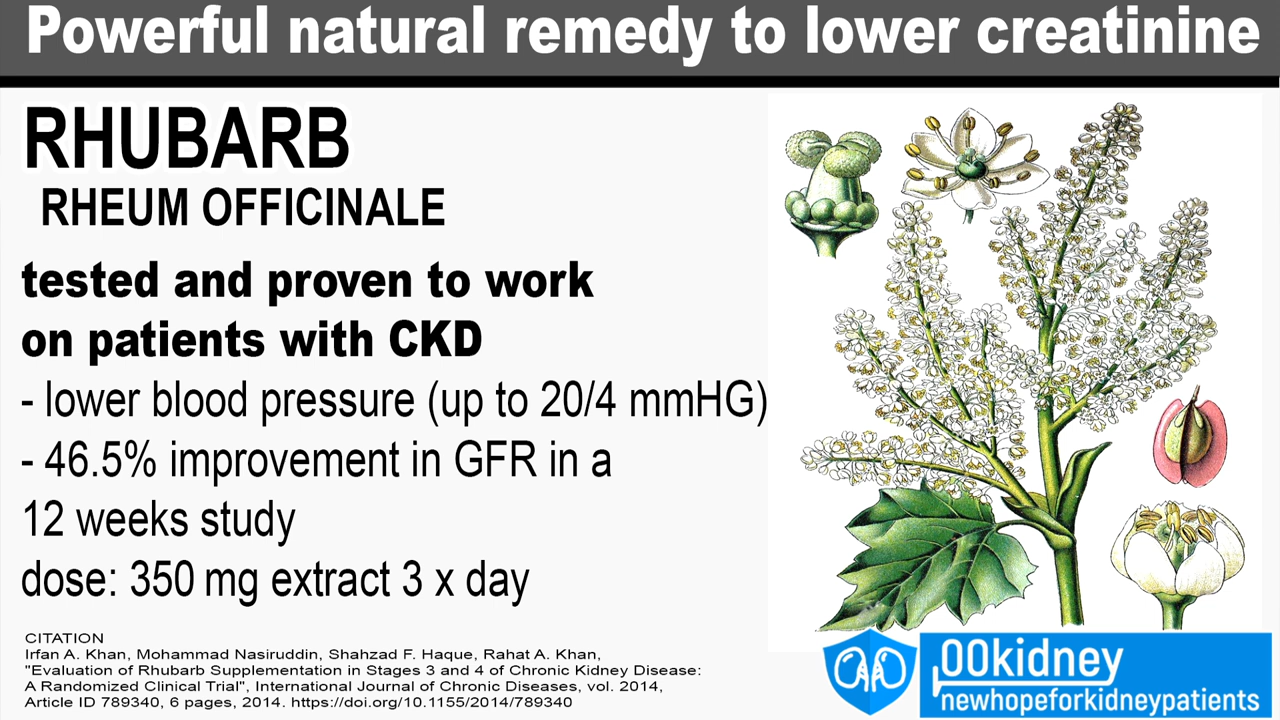 Powerful natural remedy to lower creatinine
RHUBARB
RHEUM OFFICINALE
tested and proven to work
on patients with CKD
- lower blood pressure (up to 20/4 mmHG)
- 46.5% improvement in GFR in a
12 weeks study
dose: 350 mg extract 3 x day
CITATION
Irfan A. Khan, Mohammad Nasiruddin, Shahzad F. Haque, Rahat A. Khan,
"Evaluation of Rhubarb Supplementation in Stages 3 and 4 of Chronic Kidney Disease:
A Randomized Clinical Trial", International Journal of Chronic Diseases, vol. 2014,
Article ID 789340, 6 pages, 2014. https://doi.org/10.1155/2014/789340
00kidney
newhopeforkidneypatients